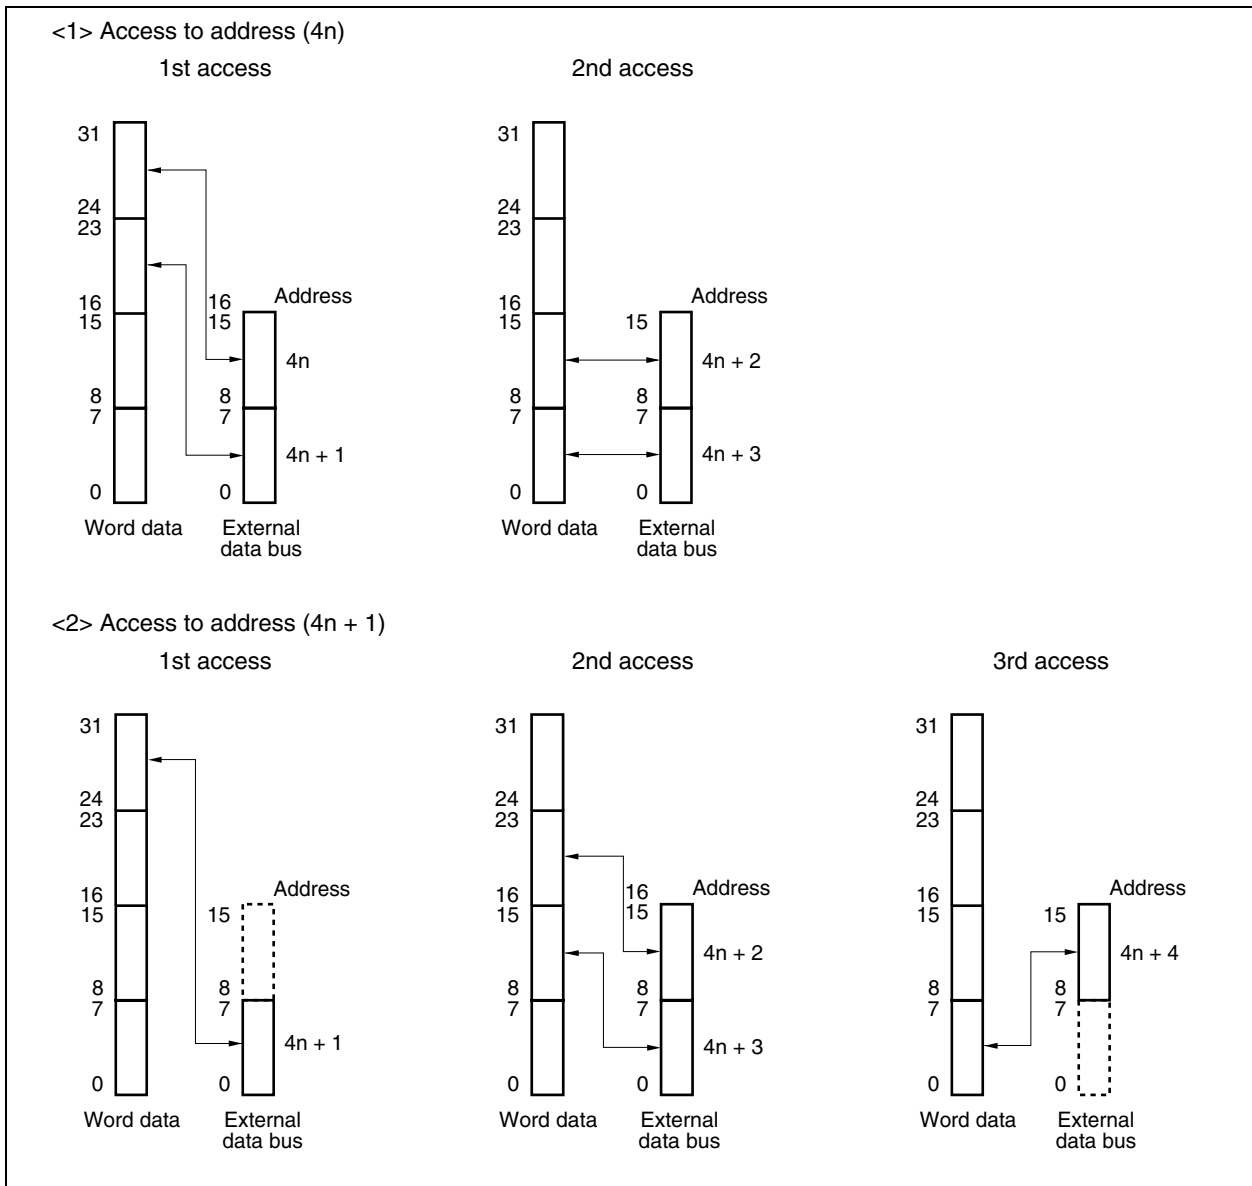 <1> Access to address (4n)
1st access
2nd access
31
24
23
16
15
8
7
0
Address
16
15
8
7
0
4n
4n + 1
Word data
External
data bus
31
24
23
16
15
8
7
0
Address
15
8
7
0
4n + 2
4n + 3
Word data
External
data bus
<2> Access to address (4n + 1)
1st access
2nd access
3rd access
31
24
23
16
15
8
7
0
Address
15
8
7
0
4n + 1
Word data
External
data bus
31
24
23
16
15
8
7
0
Address
16
15
8
7
0
4n + 2
4n + 3
Word data
External
data bus
31
24
23
16
15
8
7
0
Address
15
8
7
0
4n + 4
Word data
External
data bus